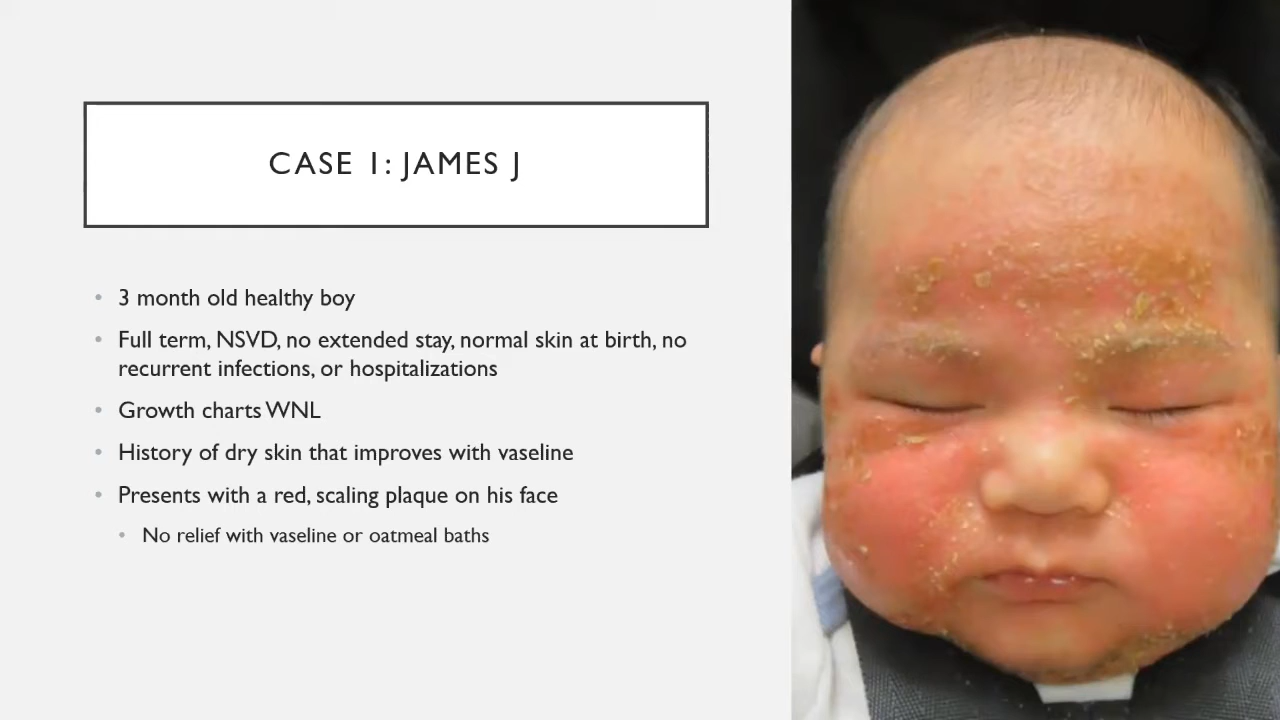 CASE 1: JAMES J
• 3 month old healthy boy
• Full term, NSVD, no extended stay, normal skin at birth, no
recurrent infections, or hospitalizations
• Growth charts WNL
• History of dry skin that improves with vaseline
• Presents with a red, scaling plaque on his face
• No relief with vaseline or oatmeal baths